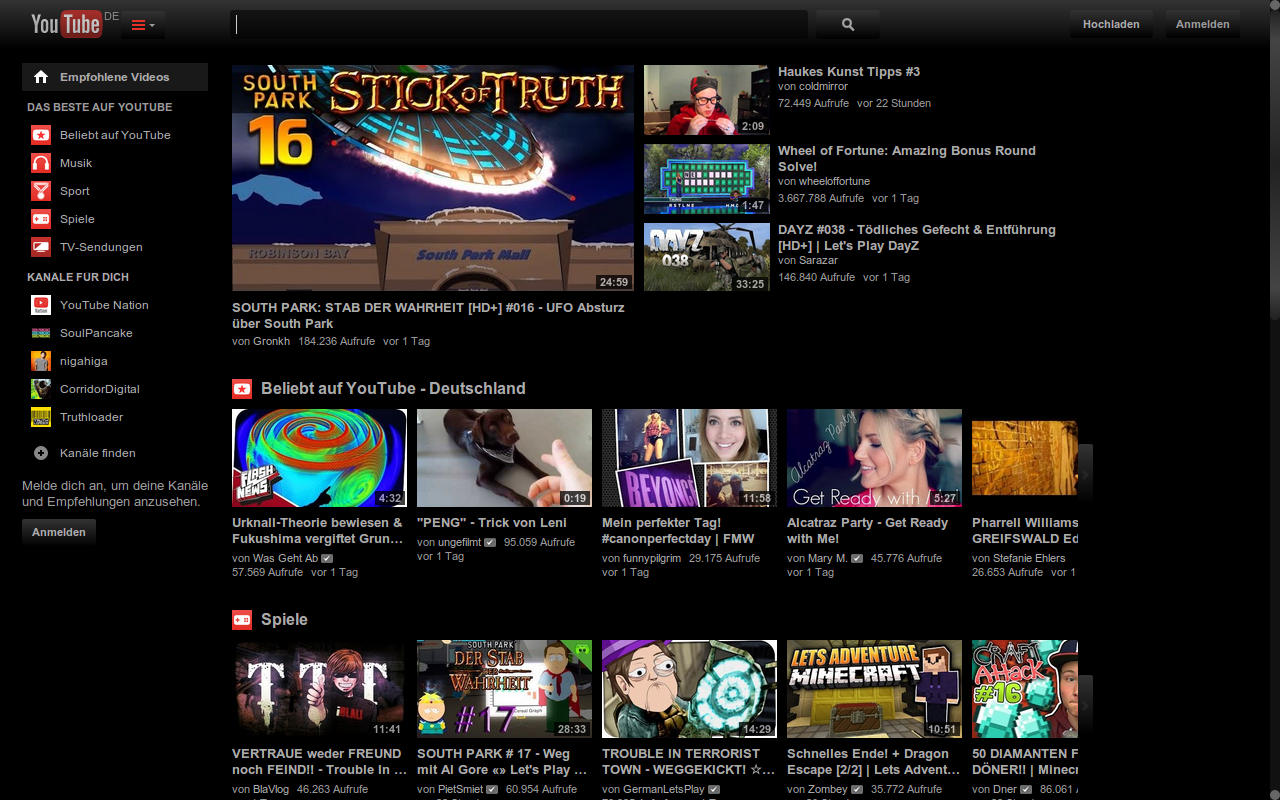 YouTube DE
Hochladen
Anmelden
Empfohlene Videos
DAS BESTE AUF YOUTUBE
Beliebt auf YouTube
Musik
Sport
Spiele
TV-Sendungen
KANÄLE FÜR DICH
YouTube Nation
SoulPancake
nigahiga
CorridorDigital
Truthloader
Kanäle finden
Melde dich an, um deine Kanäle
und Empfehlungen anzusehen.
Anmelden
SOUTH PARK STICK OF TRUTH
16
ROBINSON BAY
South Park Mall
24:59
SOUTH PARK: STAB DER WAHRHEIT [HD+] #016 - UFO Absturz
über South Park
von Gronkh 184.236 Aufrufe vor 1 Tag
2:09
Haukes Kunst Tipps #3
von coldmirror
72.449 Aufrufe vor 22 Stunden
1:47
Wheel of Fortune: Amazing Bonus Round
Solve!
von wheeloffortune
3.667.788 Aufrufe vor 1 Tag
DAYZ
038
33:25
DAYZ #038 - Tödliches Gefecht & Entführung
[HD+] | Let's Play DayZ
von Sarazar
146.840 Aufrufe vor 1 Tag
Beliebt auf YouTube - Deutschland
FLASH
NEWS
4:32
Urknall-Theorie bewiesen &
Fukushima vergiftet Grun...
von Was Geht Ab
57.569 Aufrufe vor 1 Tag
0:19
"PENG" - Trick von Leni
von ungefilmt 95.059 Aufrufe
vor 1 Tag
BEYONC
11:58
Mein perfekter Tag!
#canonperfectday | FMW
von funnypilgrim 29.175 Aufrufe
vor 1 Tag
Alcatraz Party
Get Ready with
5:27
Alcatraz Party - Get Ready
with Me!
von Mary M. 45.776 Aufrufe
vor 1 Tag
Pharrell Williams
GREIFSWALD Ed
von Stefanie Ehlers
26.653 Aufrufe vor 1
Spiele
TTT
iBLALI
11:41
VERTRAUE weder FREUND
noch FEIND!! - Trouble In ...
von BlaVlog 46.263 Aufrufe
SOUTH PARK
DER STAB
DER
WAHRHEIT
#17
28:33
SOUTH PARK # 17 - Weg
mit Al Gore «» Let's Play ...
von PietSmiet 60.954 Aufrufe
14:29
TROUBLE IN TERRORIST
TOWN - WEGGEKICKT! ☆...
von GermanLetsPlay
LETS ADVENTURE
MINECRAFT
10:51
Schnelles Ende! + Dragon
Escape [2/2] | Lets Advent...
von Zombey 35.772 Aufrufe
CRAFT
ATTACK
#16
50 DIAMANTEN F
DÖNER!! | Minecr
von Dner 86.061